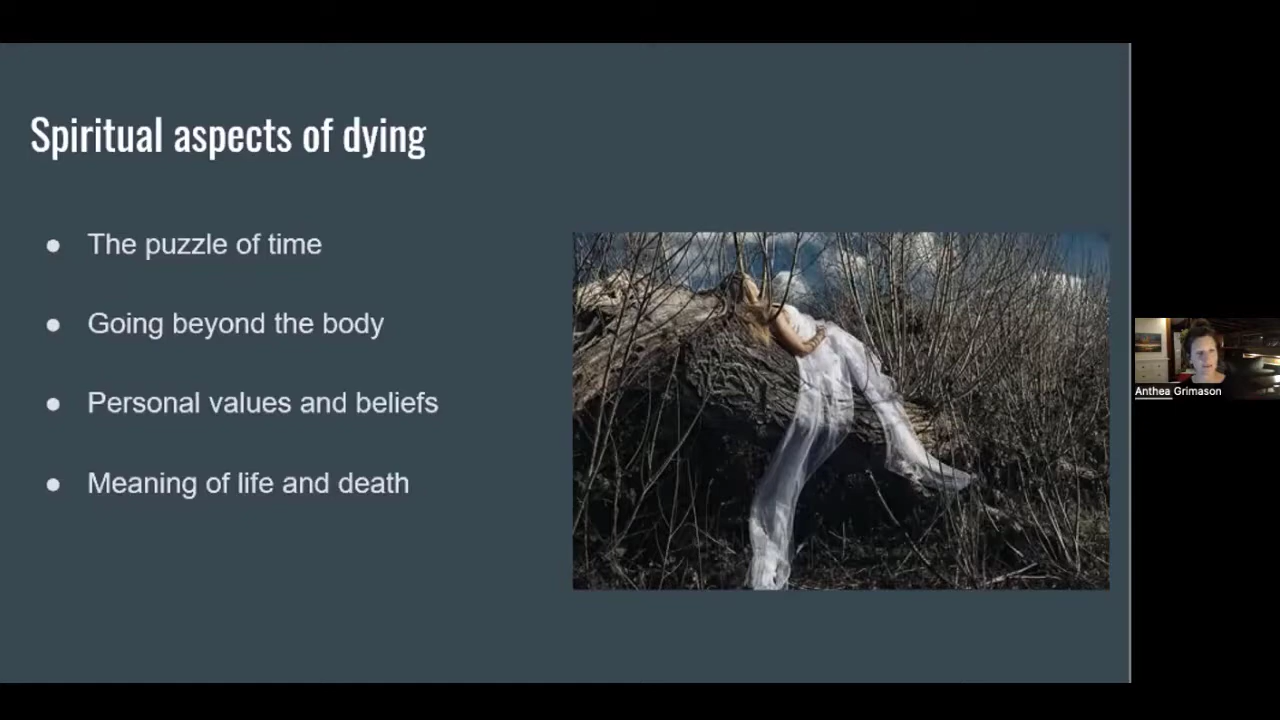 Spiritual aspects of dying
● The puzzle of time
● Going beyond the body
● Personal values and beliefs
● Meaning of life and death
Anthea Grimason